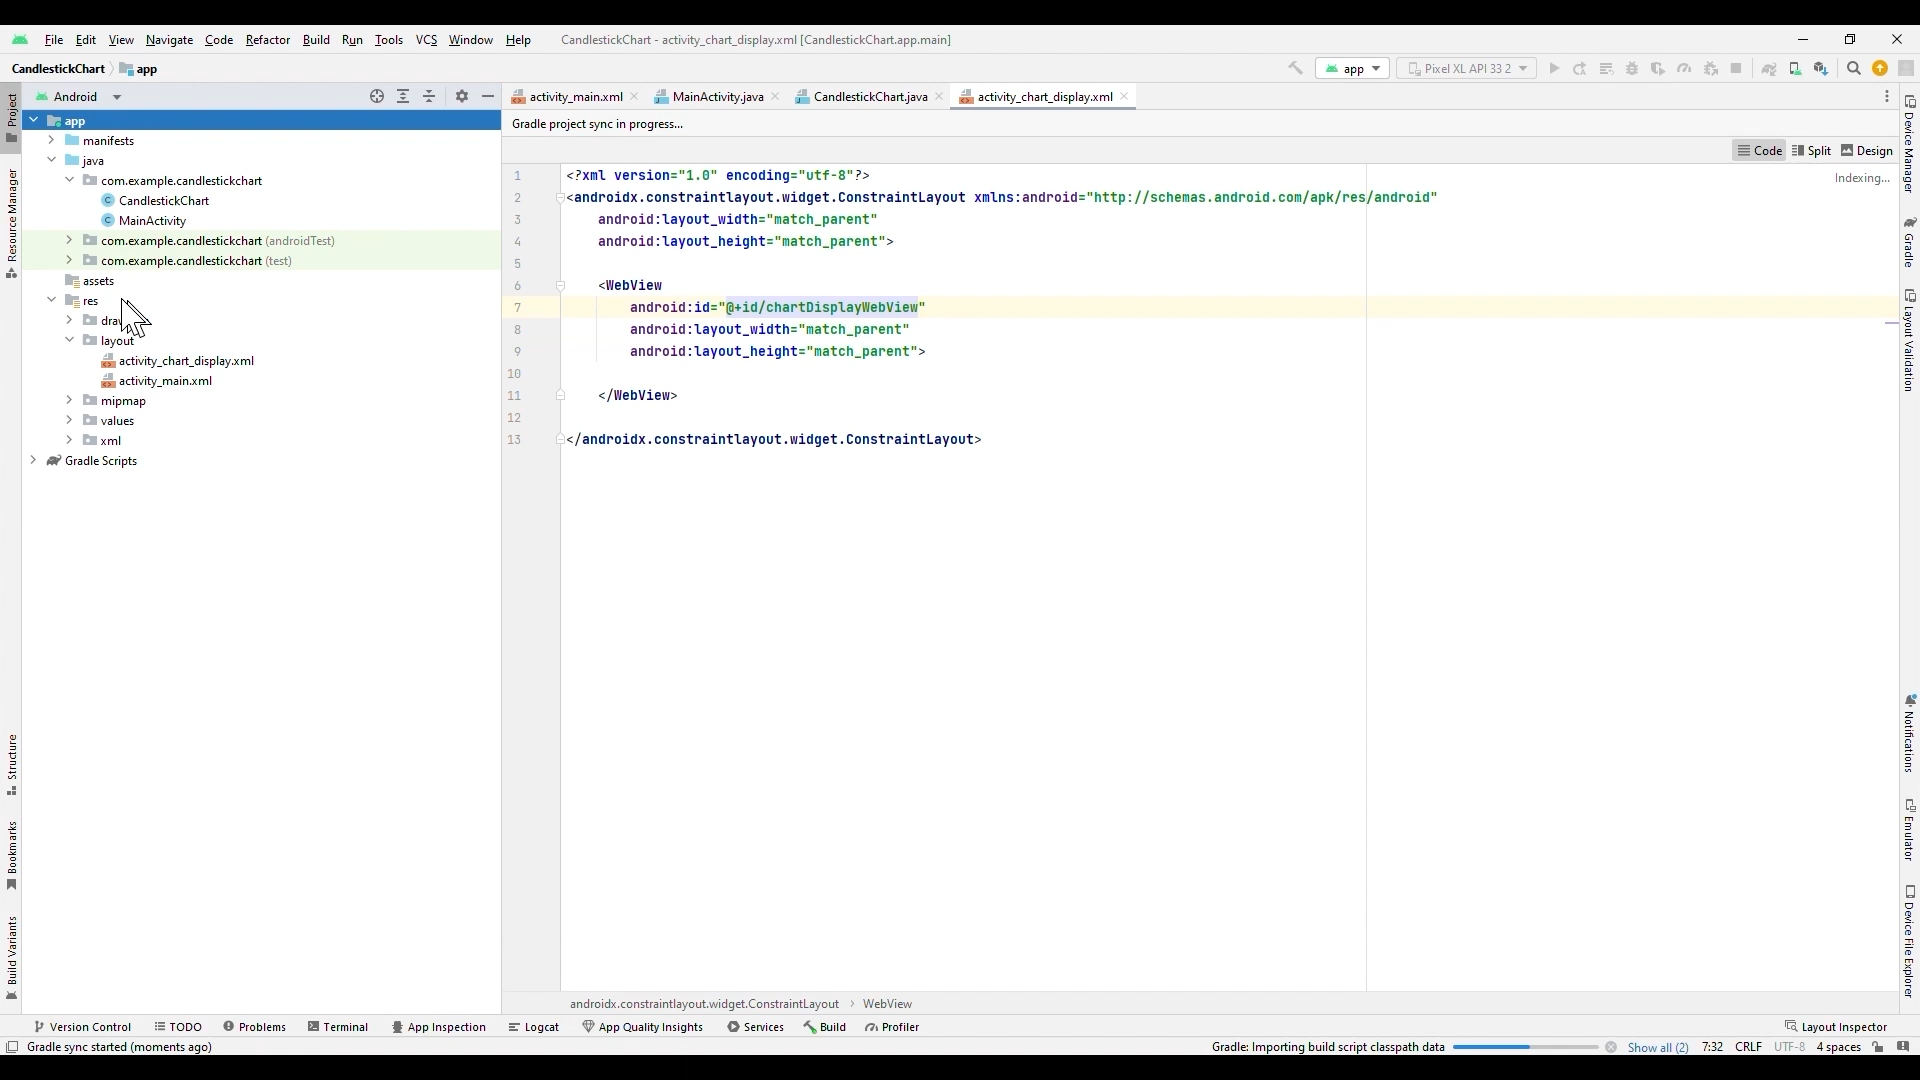 File Edit View Navigate Code Refactor Build Run Tools VCS Window Help CandlestickChart - activity_chart_display.xml [CandlestickChart.app.main]
CandlestickChart app
app Pixel XL API 33 2
Project
Resource Manager
Structure
Bookmarks
Build Variants
Android
app
manifests
java
com.example.candlestickchart
CandlestickChart
MainActivity
com.example.candlestickchart (androidTest)
com.example.candlestickchart (test)
assets
res
layout
activity_chart_display.xml
activity_main.xml
mipmap
values
xml
Gradle Scripts
activity_main.xml MainActivity.java CandlestickChart.java activity_chart_display.xml
Gradle project sync in progress...
Code Split Design
Indexing...
1 <?xml version="1.0" encoding="utf-8"?>
2 <androidx.constraintlayout.widget.ConstraintLayout xmlns:android="http://schemas.android.com/apk/res/android"
3 android:layout_width="match_parent"
4 android:layout_height="match_parent">
5
6 <WebView
7 android:id="@+id/chartDisplayWebView"
8 android:layout_width="match_parent"
9 android:layout_height="match_parent">
10
11 </WebView>
12
13 </androidx.constraintlayout.widget.ConstraintLayout>
androidx.constraintlayout.widget.ConstraintLayout WebView
Device Manager
Gradle
Layout Validation
Notifications
Emulator
Device File Explorer
Version Control TODO Problems Terminal App Inspection Logcat App Quality Insights Services Build Profiler Layout Inspector
Gradle sync started (moments ago) Gradle: Importing build script classpath data Show all (2) 7:32 CRLF UTF-8 4 spaces